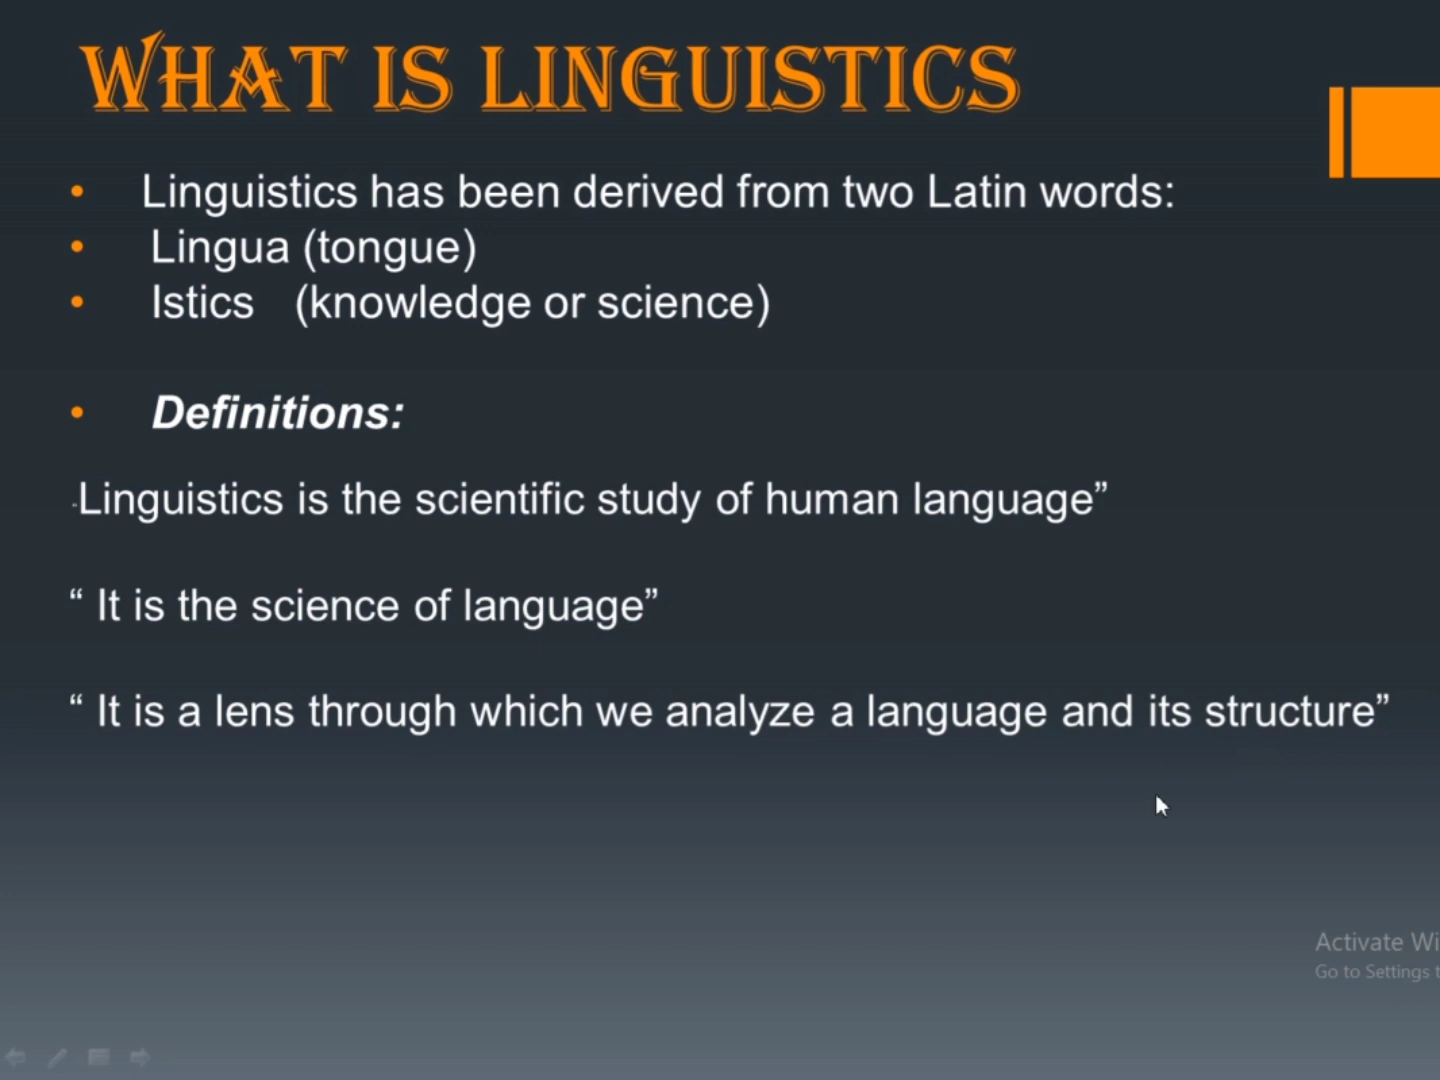 WHAT IS LINGUISTICS
• Linguistics has been derived from two Latin words:
• Lingua (tongue)
• Istics (knowledge or science)
• Definitions:
Linguistics is the scientific study of human language”
“ It is the science of language”
“ It is a lens through which we analyze a language and its structure”
Activate Wi
Go to Settings t